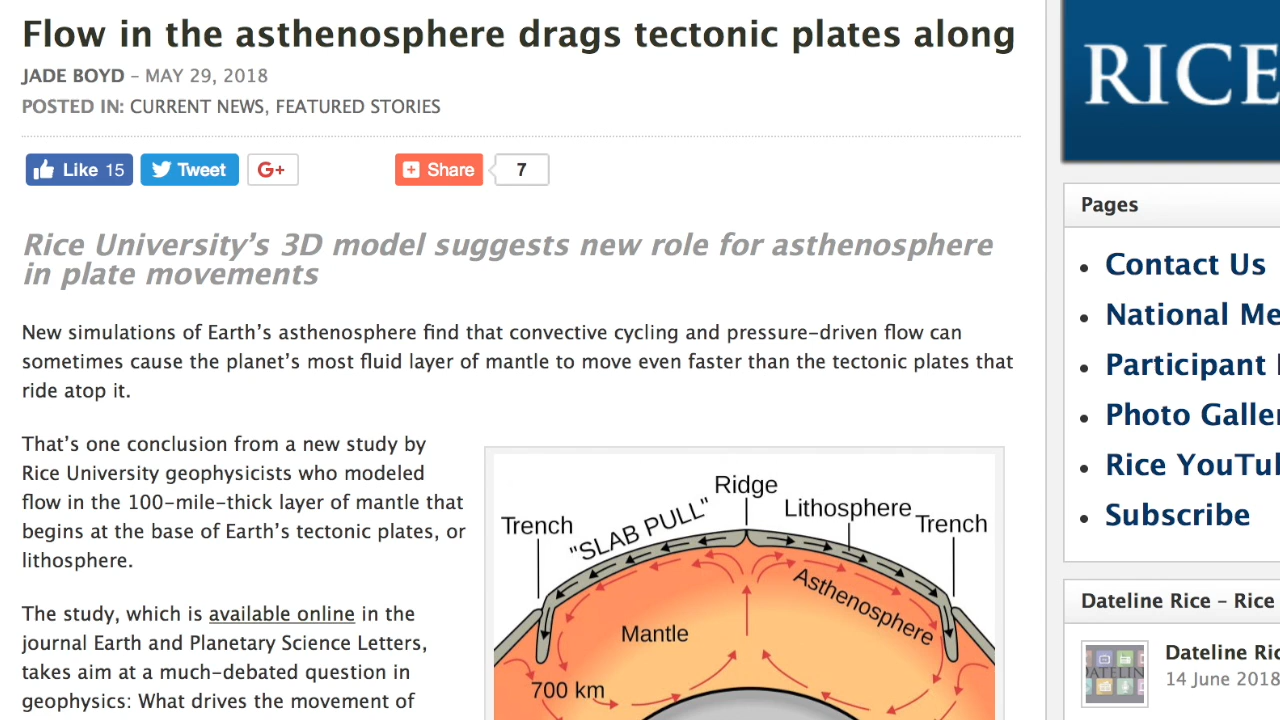 Flow in the asthenosphere drags tectonic plates along
JADE BOYD – MAY 29, 2018
POSTED IN: CURRENT NEWS, FEATURED STORIES
Like 15
Tweet
G+
Share
7
Rice University’s 3D model suggests new role for asthenosphere
in plate movements
New simulations of Earth’s asthenosphere find that convective cycling and pressure-driven flow can
sometimes cause the planet’s most fluid layer of mantle to move even faster than the tectonic plates that
ride atop it.
That’s one conclusion from a new study by
Rice University geophysicists who modeled
flow in the 100-mile-thick layer of mantle that
begins at the base of Earth’s tectonic plates, or
lithosphere.
The study, which is available online in the
journal Earth and Planetary Science Letters,
takes aim at a much-debated question in
geophysics: What drives the movement of
Ridge
Lithosphere
Trench
"SLAB PULL"
Trench
Asthenosphere
Mantle
700 km
RICE
Pages
Contact Us
National Me
Participant
Photo Galle
Rice YouTu
Subscribe
Dateline Rice – Rice
Dateline Ric
14 June 2018